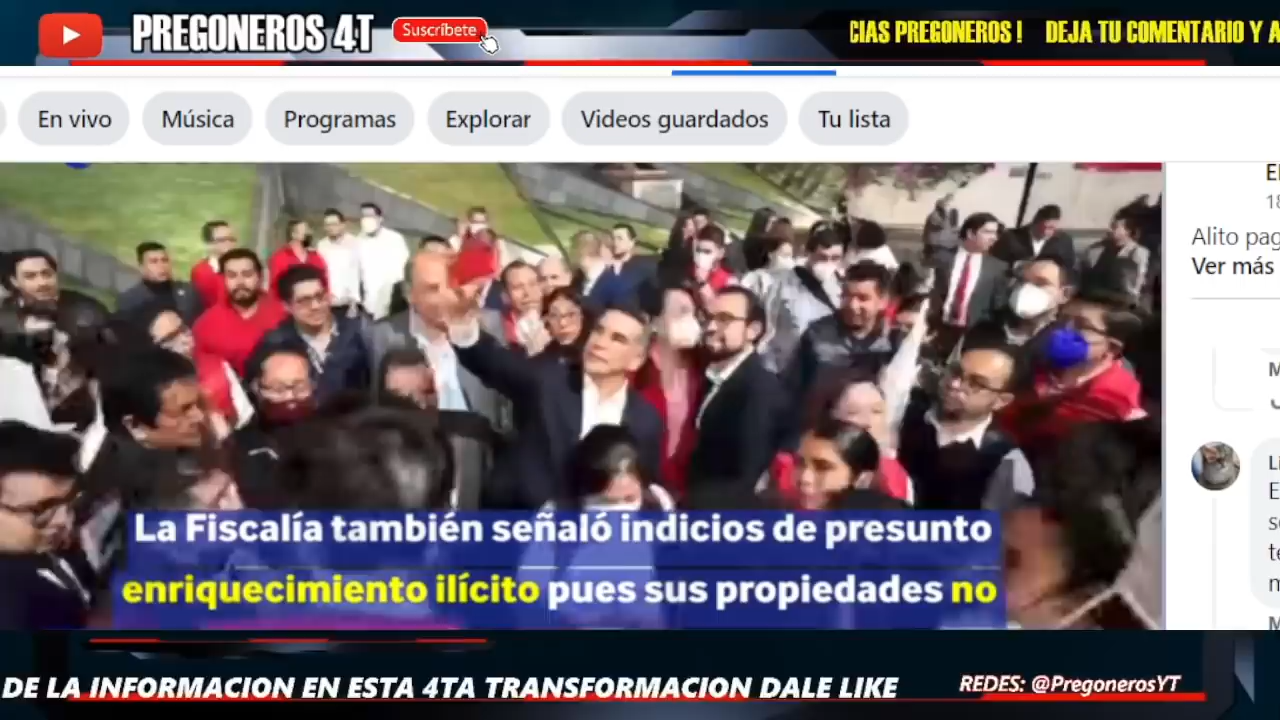 PREGONEROS 4T
Suscríbete
CIAS PREGONEROS ! DEJA TU COMENTARIO Y A
En vivo
Música
Programas
Explorar
Videos guardados
Tu lista
18
Alito pag
Ver más
La Fiscalía también señaló indicios de presunto
enriquecimiento ilícito pues sus propiedades no
DE LA INFORMACION EN ESTA 4TA TRANSFORMACION DALE LIKE
REDES: @PregonerosYT